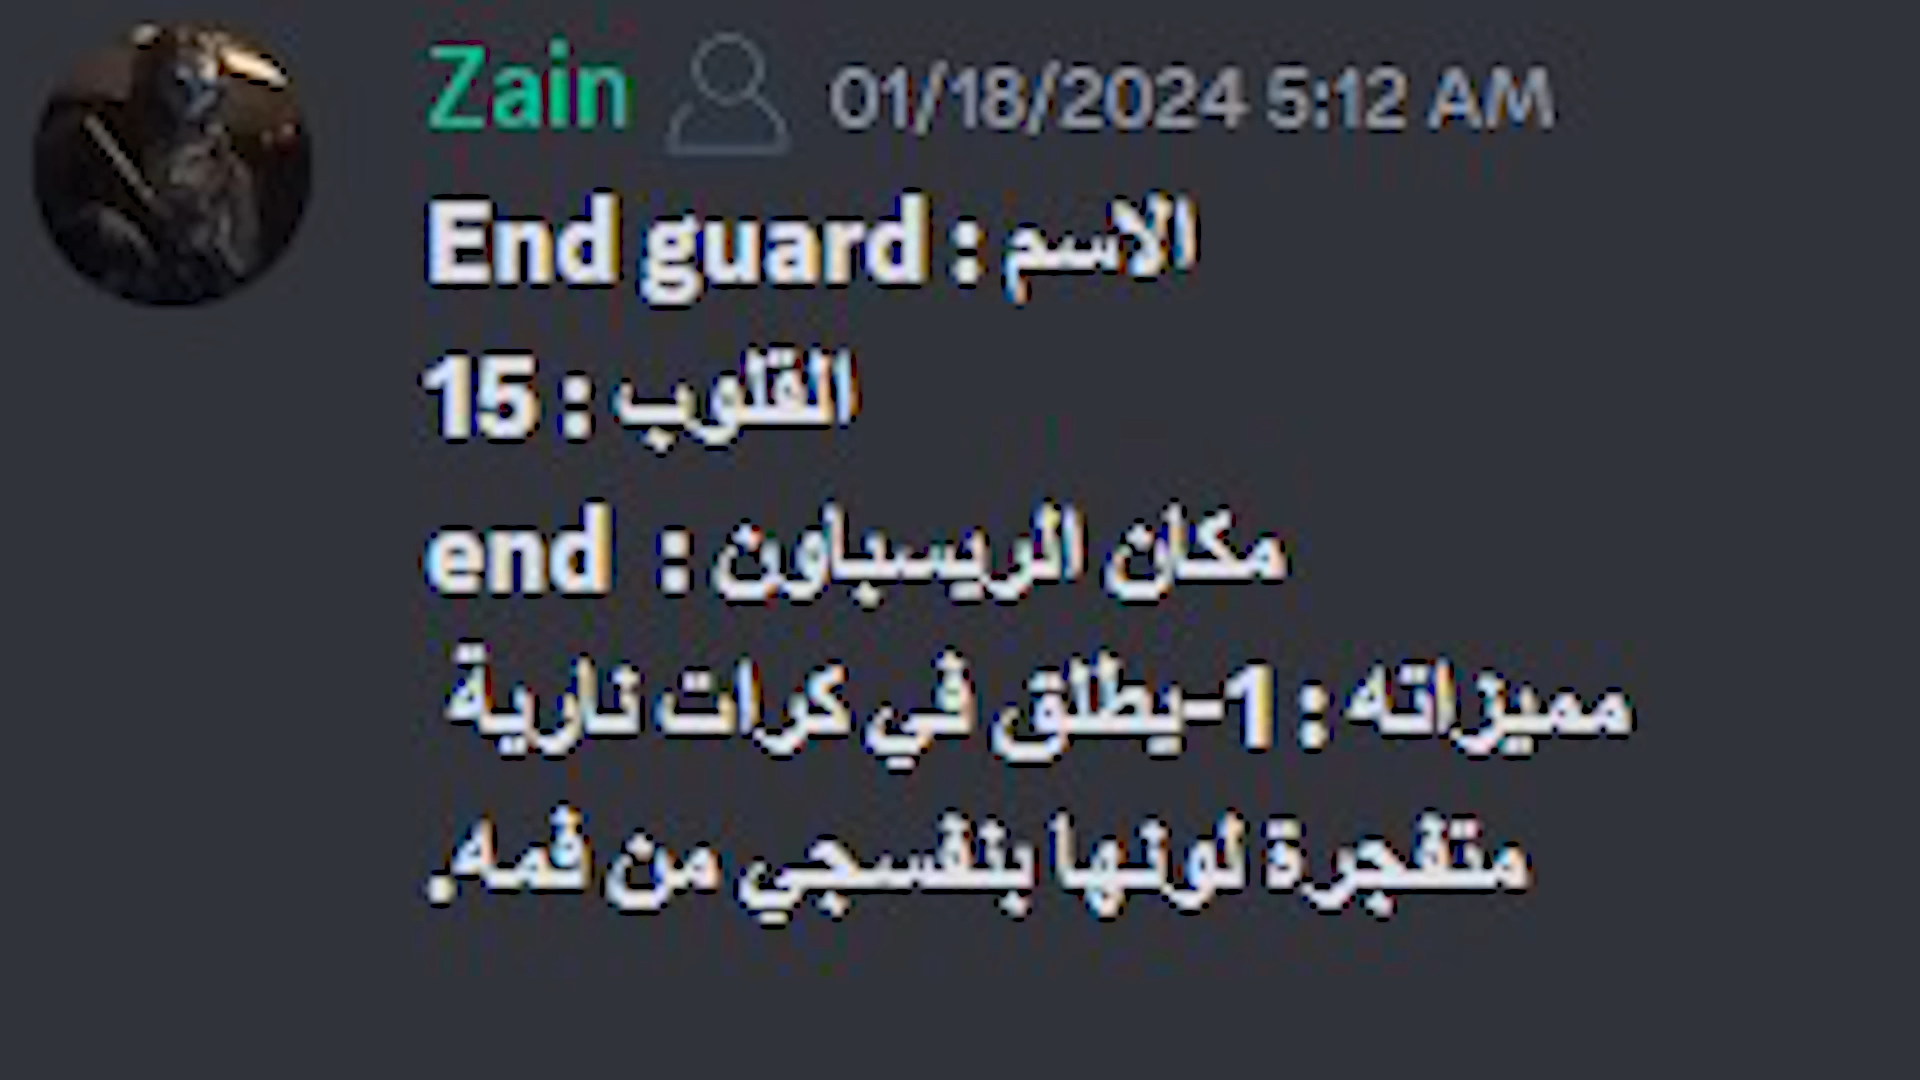 Zain 01/18/2024 5:12 AM
الاسم : End guard
القلوب : 15
مكان الريسباون : end
مميزاته : 1-يطلق في كرات نارية
متفجرة لونها بنفسجي من فمه.